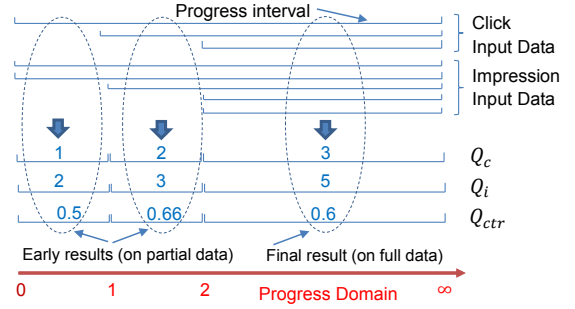 Progress interval
Click
Input Data
Impression
Input Data
1 2 3 Q_c
2 3 5 Q_i
0.5 0.66 0.6 Q_ctr
Early results (on partial data) Final result (on full data)
0 1 2 Progress Domain ∞